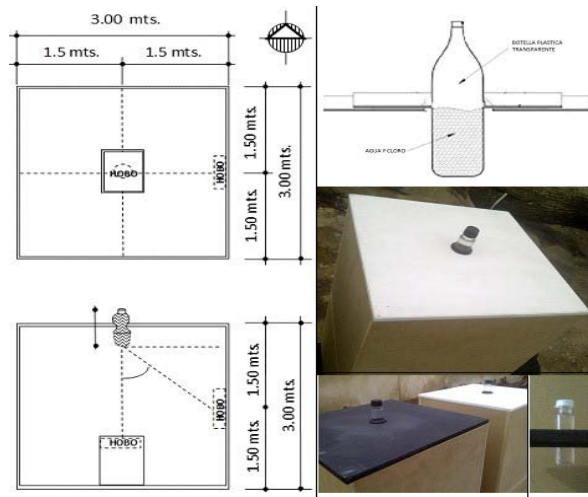 3.00 mts.
1.5 mts.
1.5 mts.
HOBO
HOBO
1.50 mts.
1.50 mts.
3.00 mts.
BOTELLA PLASTICA
TRANSPARENTE
AGUA Y CLORO
HOBO
HOBO
1.50 mts.
1.50 mts.
3.00 mts.